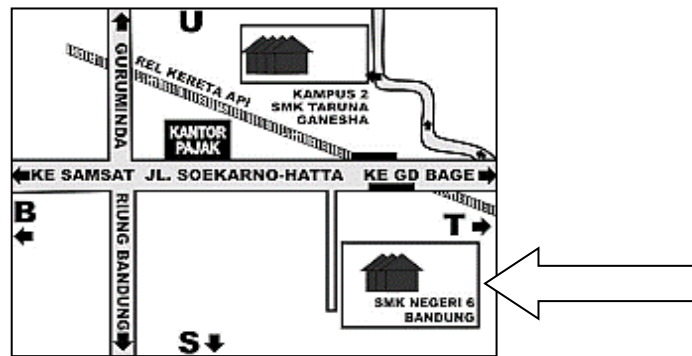 U
GURUMINDA
REL KERETA API
KAMPUS 2
SMK TARUNA
GANESHA
KANTOR
PAJAK
KE SAMSAT JL. SOEKARNO-HATTA KE GD BAGE
B
T
RIUNG BANDUNG
SMK NEGERI 6
BANDUNG
S